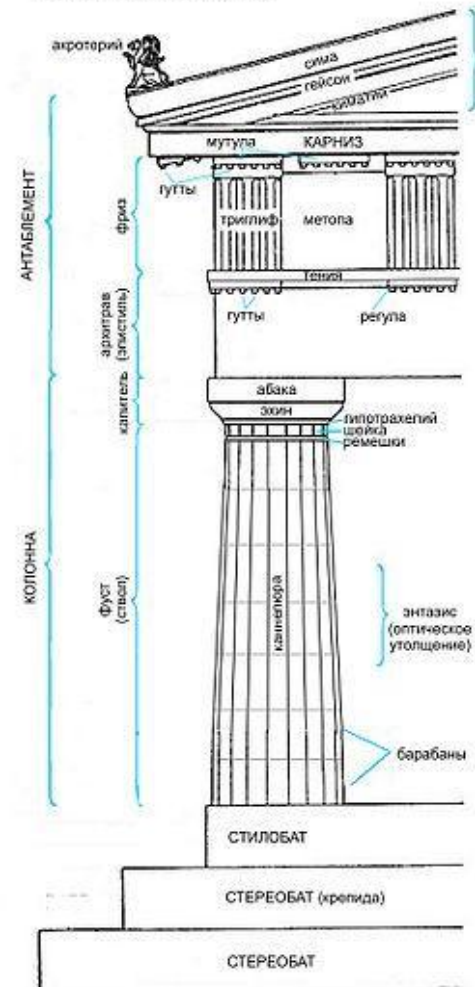 акротерий
сима
гейсон
киматий
мутула
КАРНИЗ
гутты
АНТАБЛЕМЕНТ
фриз
триглиф
метопа
тения
гутты
регула
архитрав
(эпистиль)
капитель
абака
эхин
гипотрахелий
шейка
ремешки
КОЛОННА
Фуст
(ствол)
каннелюра
энтазис
(оптическое
утолщение)
барабаны
СТИЛОБАТ
СТЕРЕОБАТ (крепида)
СТЕРЕОБАТ